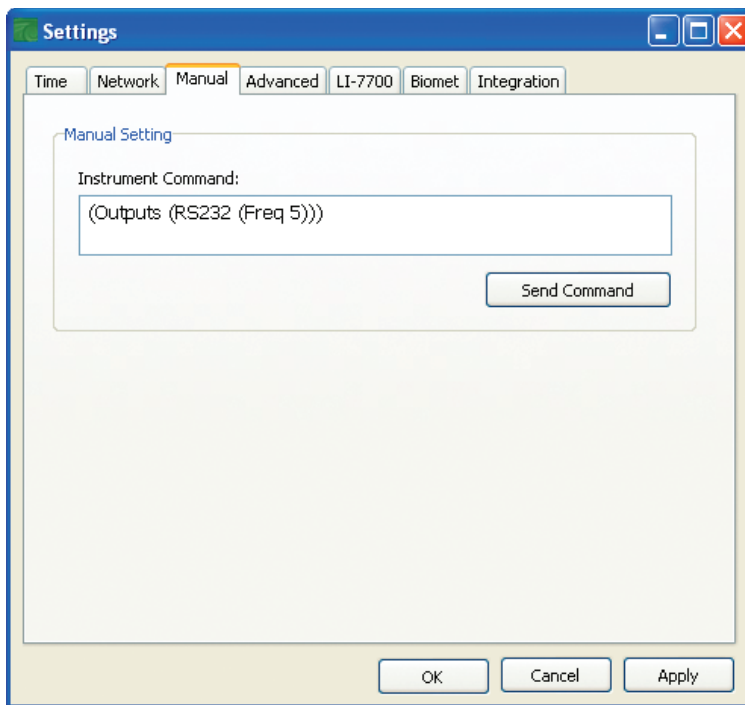 Settings
Time Network Manual Advanced LI-7700 Biomet Integration
Manual Setting
Instrument Command:
(Outputs (RS232 (Freq 5)))
Send Command
OK Cancel Apply